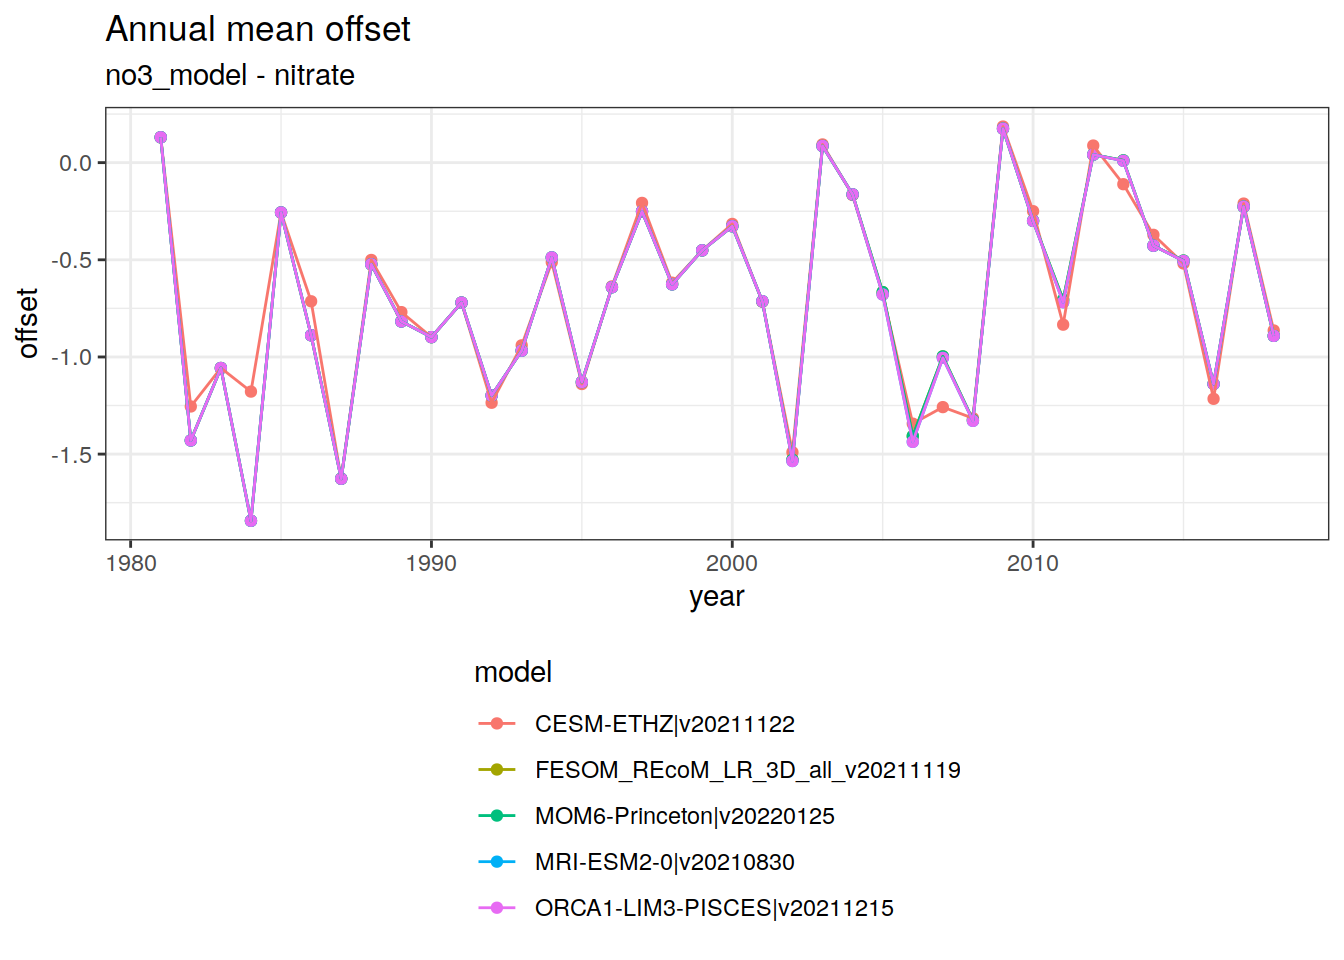 Annual mean offset
no3_model - nitrate
0.0
-0.5
-1.0
-1.5
offset
1980 1990 2000 2010
year
model
CESM-ETHZ|v20211122
FESOM_REcoM_LR_3D_all_v20211119
MOM6-Princeton|v20220125
MRI-ESM2-0|v20210830
ORCA1-LIM3-PISCES|v20211215